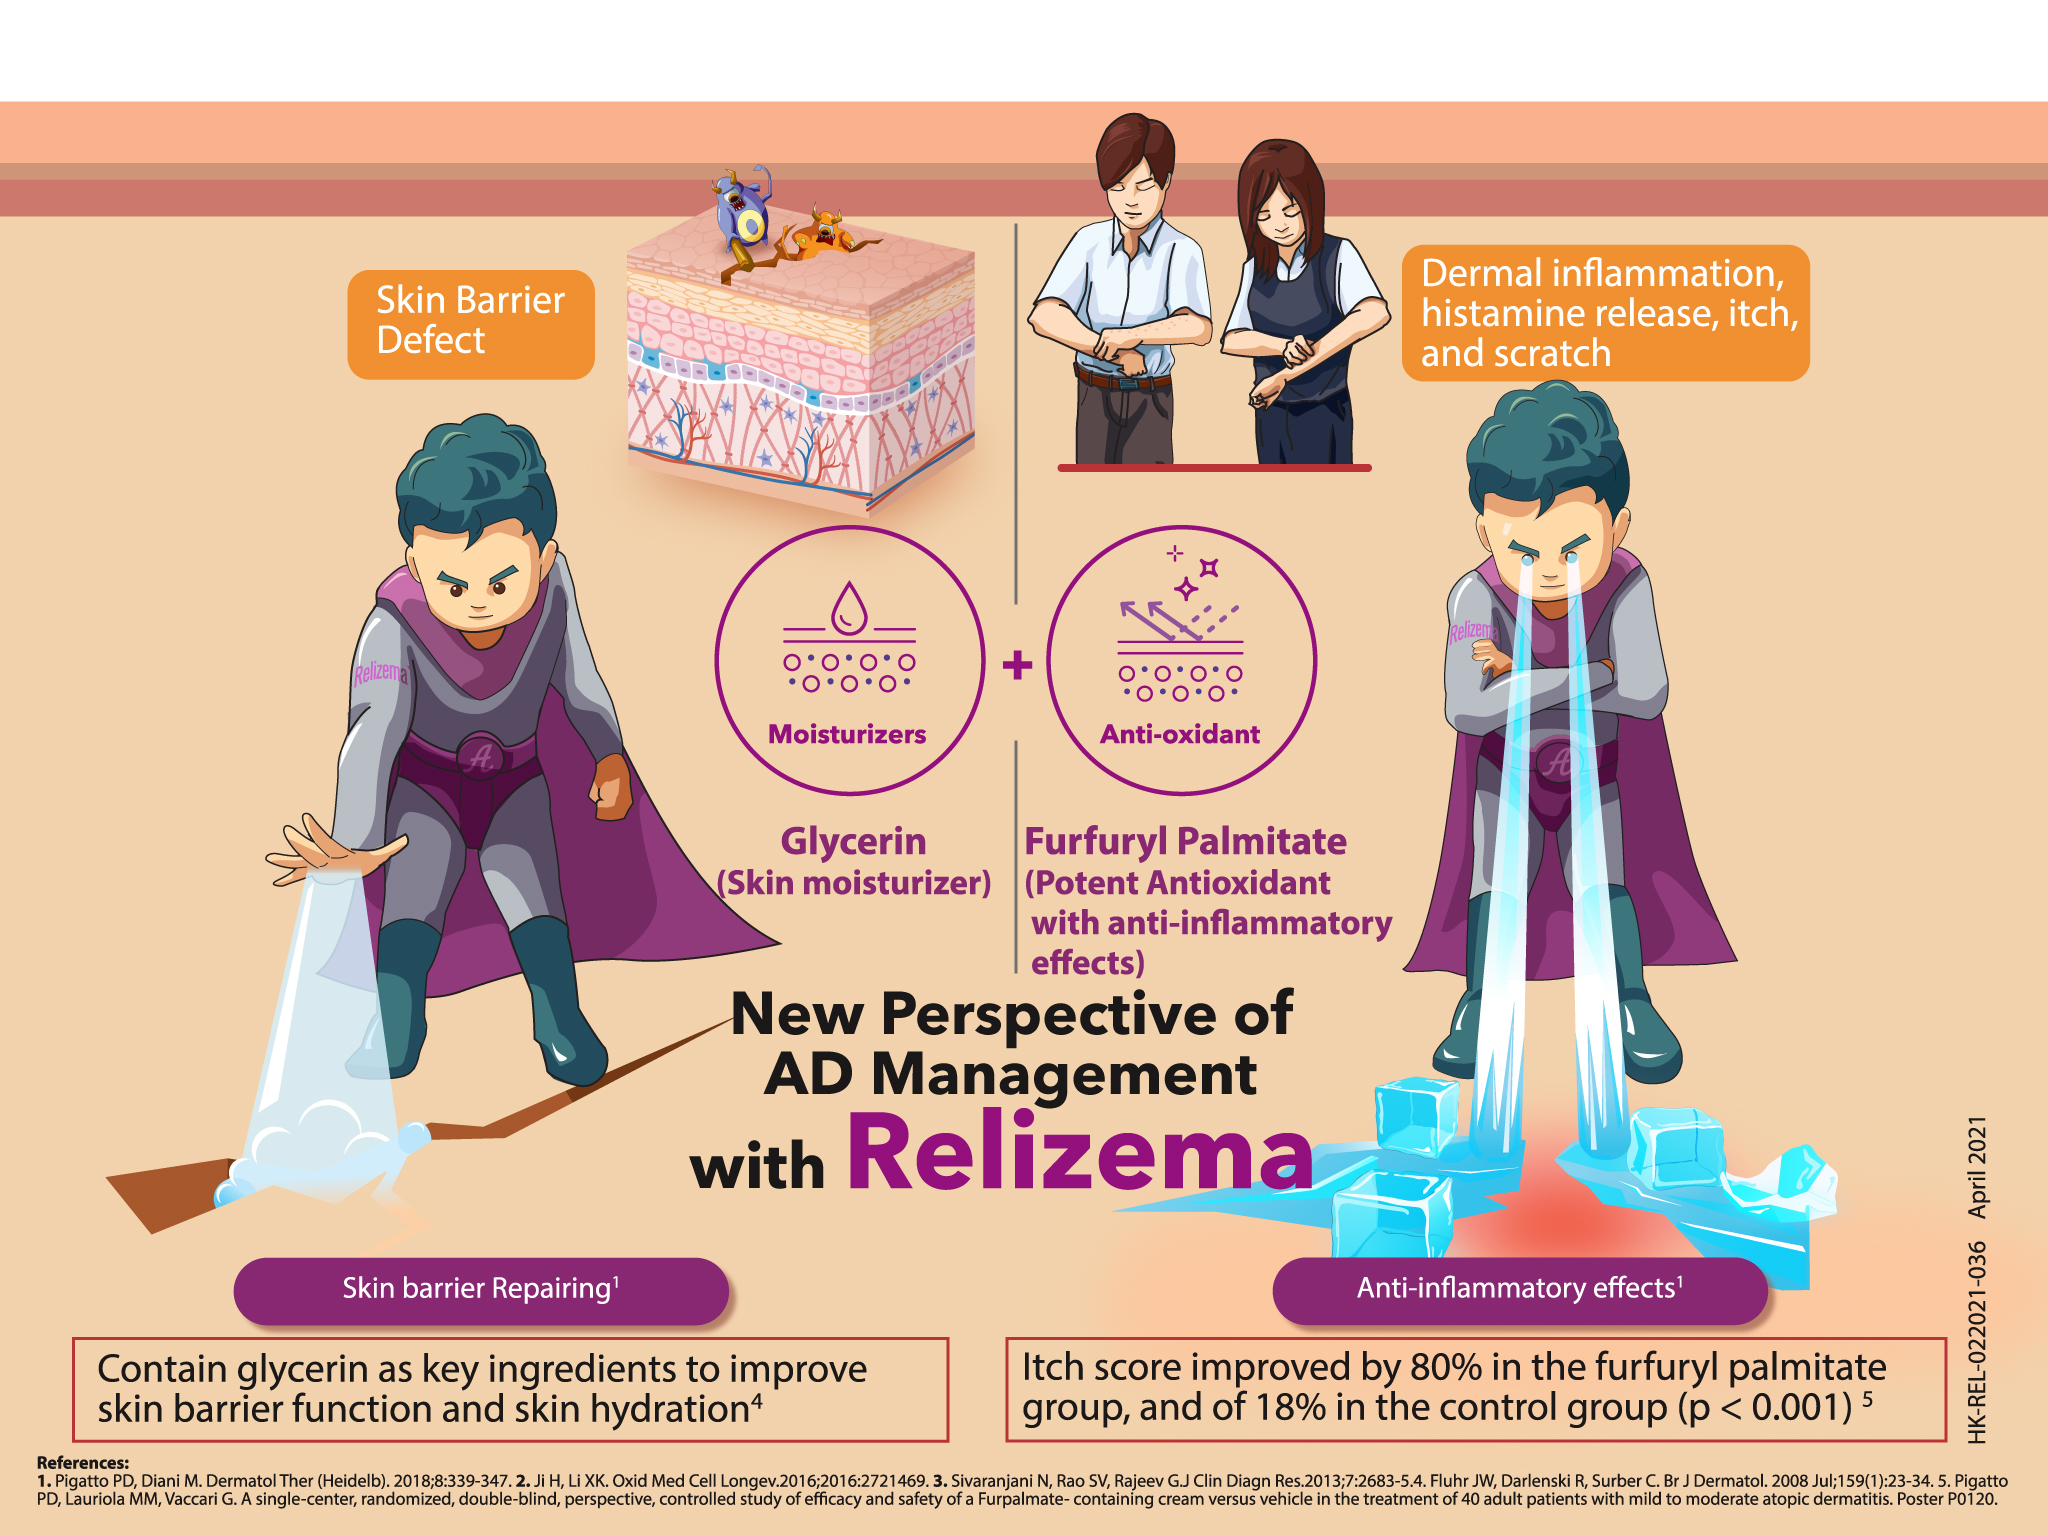 Skin Barrier
Defect
Dermal inflammation,
histamine release, itch,
and scratch
Relizema
Relizema
A
A
Moisturizers
+
Anti-oxidant
Glycerin
(Skin moisturizer)
Furfuryl Palmitate
(Potent Antioxidant
with anti-inflammatory
effects)
New Perspective of
AD Management
with Relizema
Skin barrier Repairing¹
Contain glycerin as key ingredients to improve
skin barrier function and skin hydration⁴
Anti-inflammatory effects¹
Itch score improved by 80% in the furfuryl palmitate
group, and of 18% in the control group (p < 0.001) ⁵
HK-REL-022021-036 April 2021
References:
1. Pigatto PD, Diani M. Dermatol Ther (Heidelb). 2018;8:339-347. 2. Ji H, Li XK. Oxid Med Cell Longev.2016;2016:2721469. 3. Sivaranjani N, Rao SV, Rajeev G.J Clin Diagn Res.2013;7:2683-5.4. Fluhr JW, Darlenski R, Surber C. Br J Dermatol. 2008 Jul;159(1):23-34. 5. Pigatto
PD, Lauriola MM, Vaccari G. A single-center, randomized, double-blind, perspective, controlled study of efficacy and safety of a Furpalmate- containing cream versus vehicle in the treatment of 40 adult patients with mild to moderate atopic dermatitis. Poster P0120.